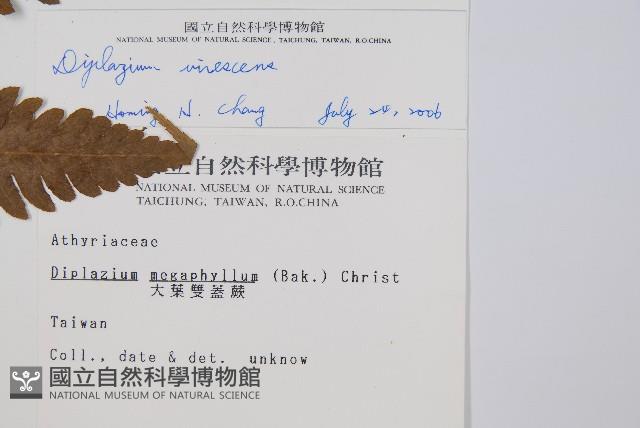 國立自然科學博物館
NATIONAL MUSEUM OF NATURAL SCIENCE, TAICHUNG, TAIWAN, R.O.CHINA
Diplazium virescens
Homing H. Chang July 24, 2006
立自然科學博物館
NATIONAL MUSEUM OF NATURAL SCIENCE
TAICHUNG, TAIWAN, R.O.CHINA
Athyriaceae
Diplazium megaphyllum (Bak.) Christ
大葉雙蓋蕨
Taiwan
Coll., date & det. unknow
國立自然科學博物館
NATIONAL MUSEUM OF NATURAL SCIENCE